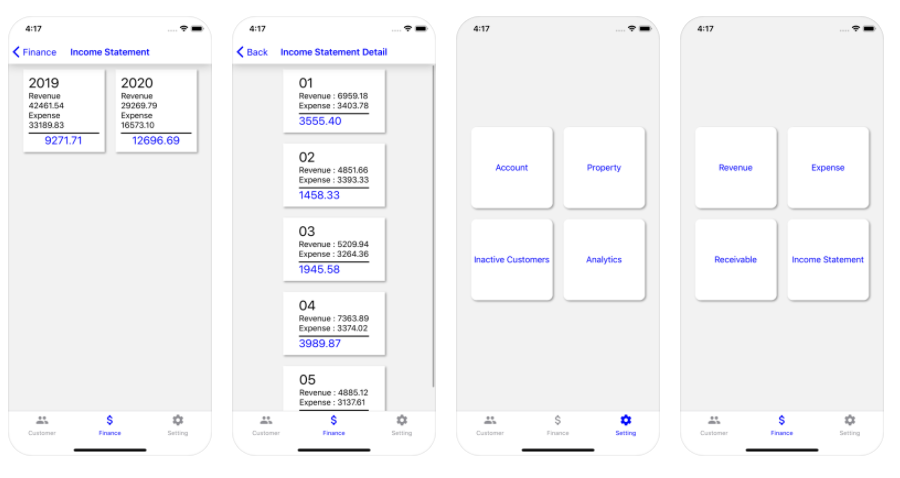 4:17
Finance Income Statement
2019
Revenue
42461.54
Expense
33189.83
9271.71
2020
Revenue
29269.79
Expense
16573.10
12696.69
Customer
Finance
Setting
4:17
Back Income Statement Detail
01
Revenue : 6959.18
Expense : 3403.78
3555.40
02
Revenue : 4851.66
Expense : 3393.33
1458.33
03
Revenue : 5209.94
Expense : 3264.36
1945.58
04
Revenue : 7363.89
Expense : 3374.02
3989.87
05
Revenue : 4885.12
Expense : 3137.61
Customer
Finance
Setting
4:17
Account
Property
Inactive Customers
Analytics
Customer
Finance
Setting
4:17
Revenue
Expense
Receivable
Income Statement
Customer
Finance
Setting